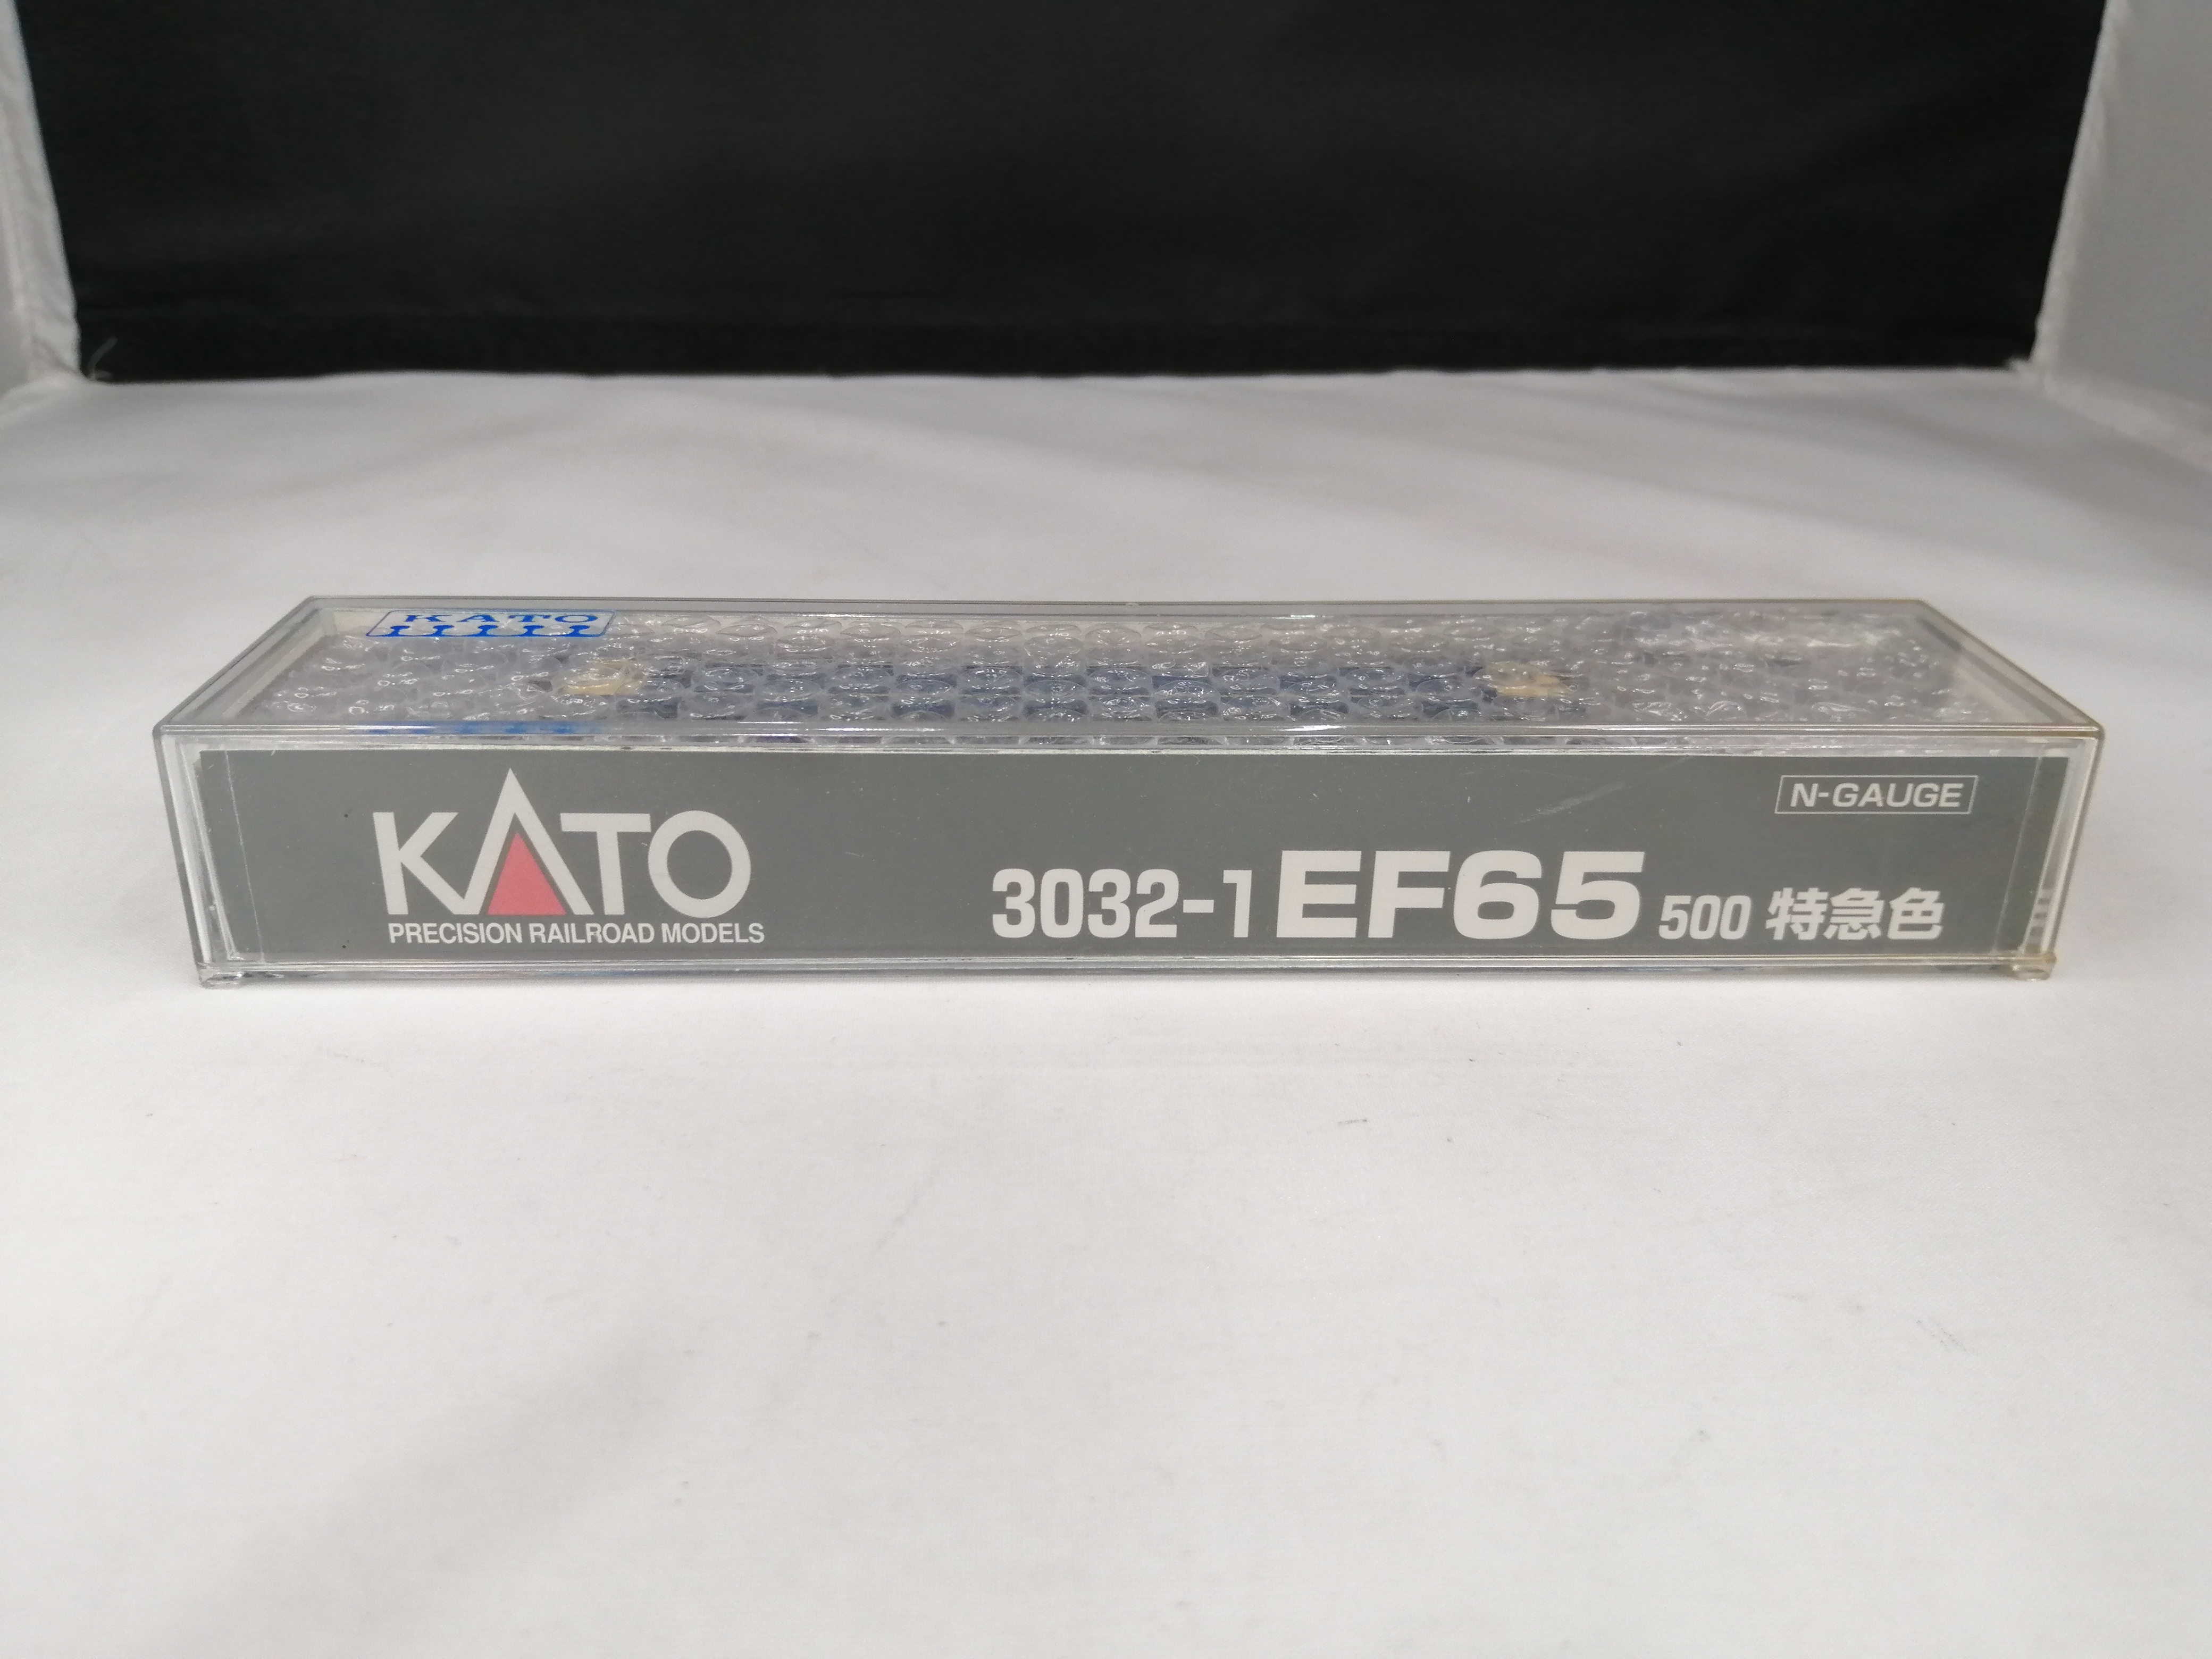 KATO
KATO
PRECISION RAILROAD MODELS
N-GAUGE
3032-1 EF65 500 特急色